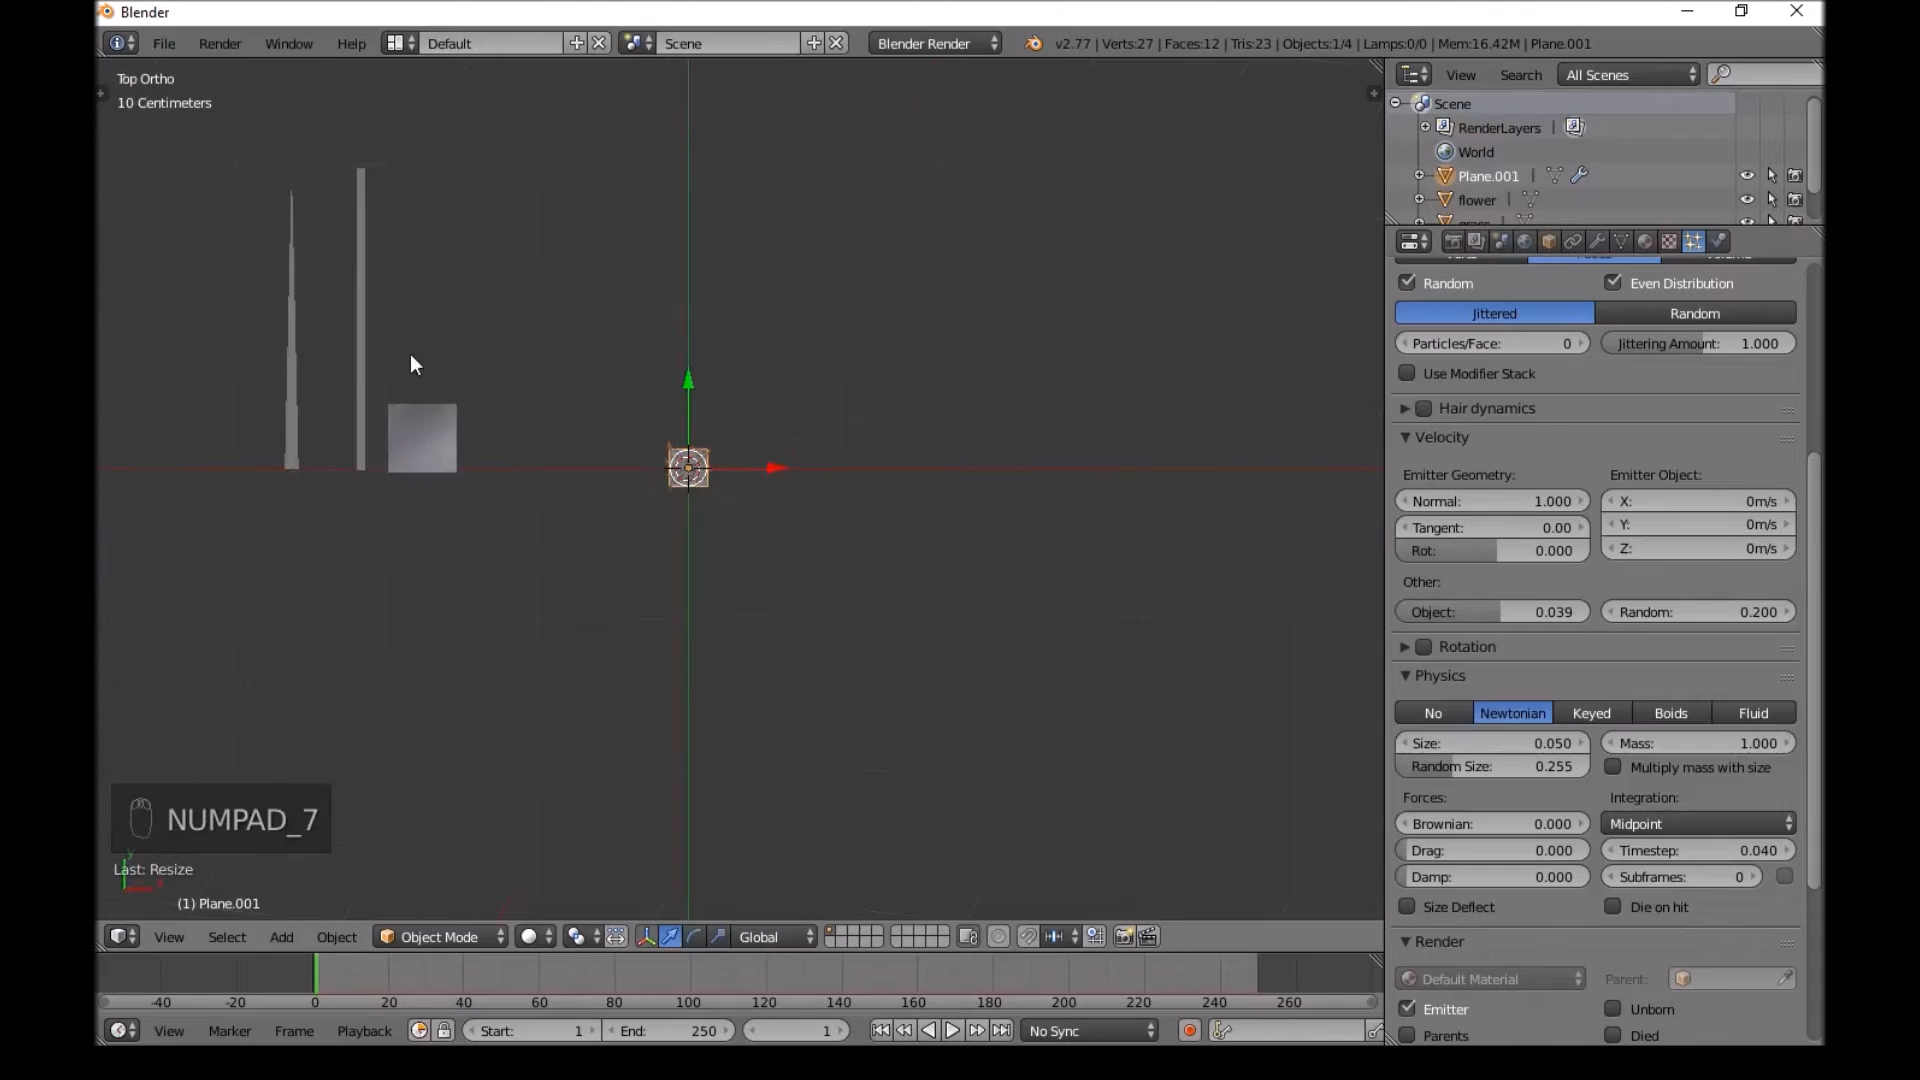 Blender
File Render Window Help Default Scene Blender Render v2.77 | Verts:27 | Faces:12 | Tris:23 | Objects:1/4 | Lamps:0/0 | Mem:16.42M | Plane.001
Top Ortho
10 Centimeters
View Search All Scenes
Scene
RenderLayers
World
Plane.001
flower
Random Even Distribution
Jittered Random
Particles/Face: 0 Jittering Amount: 1.000
Use Modifier Stack
Hair dynamics
Velocity
Emitter Geometry: Emitter Object:
Normal: 1.000 X: 0m/s
Tangent: 0.00 Y: 0m/s
Rot: 0.000 Z: 0m/s
Other:
Object: 0.039 Random: 0.200
Rotation
Physics
No Newtonian Keyed Boids Fluid
Size: 0.050 Mass: 1.000
Random Size: 0.255 Multiply mass with size
Forces: Integration:
Brownian: 0.000 Midpoint
Drag: 0.000 Timestep: 0.040
Damp: 0.000 Subframes: 0
Size Deflect Die on hit
Render
Default Material Parent:
Emitter Unborn
Parents Died
NUMPAD_7
Last: Resize
(1) Plane.001
View Select Add Object Object Mode Global
-40 -20 0 20 40 60 80 100 120 140 160 180 200 220 240 260
View Marker Frame Playback Start: 1 End: 250 1 No Sync